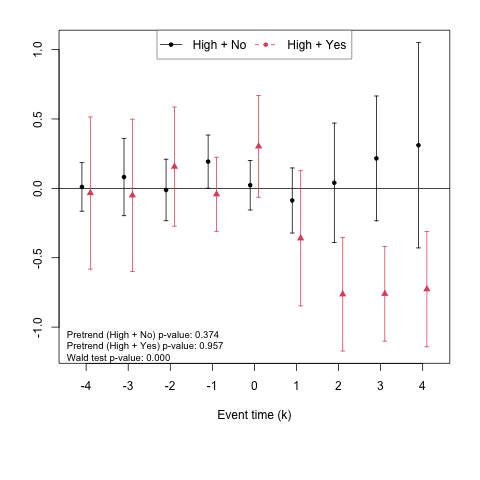 High + No High + Yes
1.0
0.5
0.0
-0.5
-1.0
Pretrend (High + No) p-value: 0.374
Pretrend (High + Yes) p-value: 0.957
Wald test p-value: 0.000
-4 -3 -2 -1 0 1 2 3 4
Event time (k)